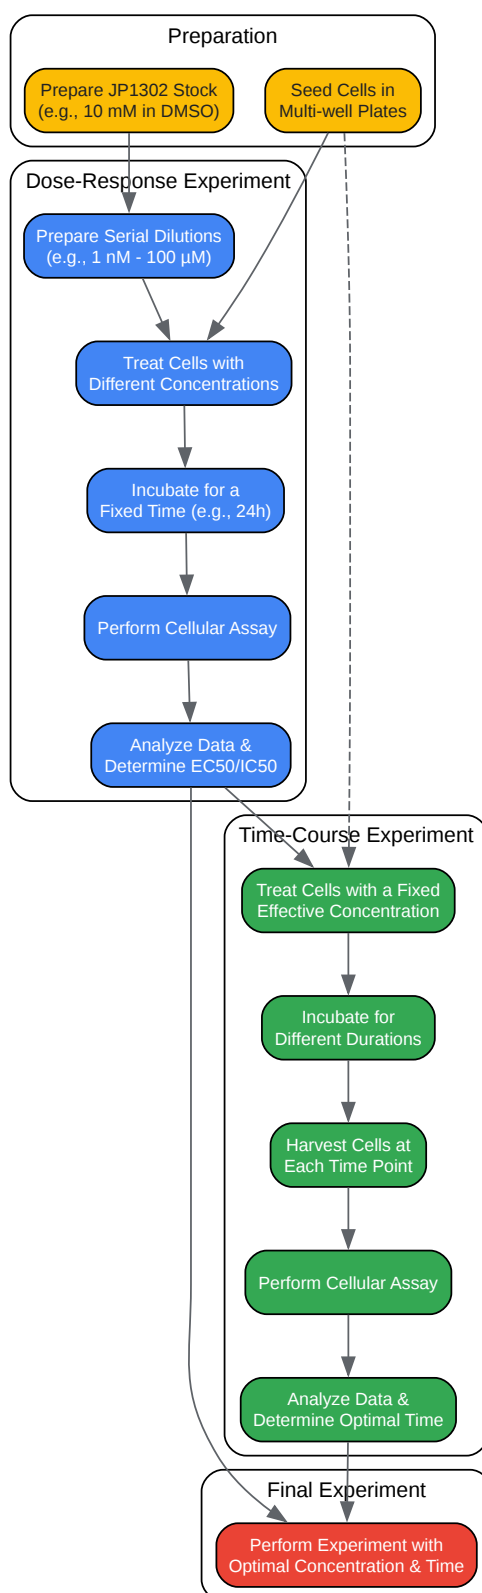 Preparation
Prepare JP1302 Stock
(e.g., 10 mM in DMSO)
Seed Cells in
Multi-well Plates
Dose-Response Experiment
Prepare Serial Dilutions
(e.g., 1 nM - 100 µM)
Treat Cells with
Different Concentrations
Incubate for a
Fixed Time (e.g., 24h)
Perform Cellular Assay
Analyze Data &
Determine EC50/IC50
Time-Course Experiment
Treat Cells with a Fixed
Effective Concentration
Incubate for
Different Durations
Harvest Cells at
Each Time Point
Perform Cellular Assay
Analyze Data &
Determine Optimal Time
Final Experiment
Perform Experiment with
Optimal Concentration & Time